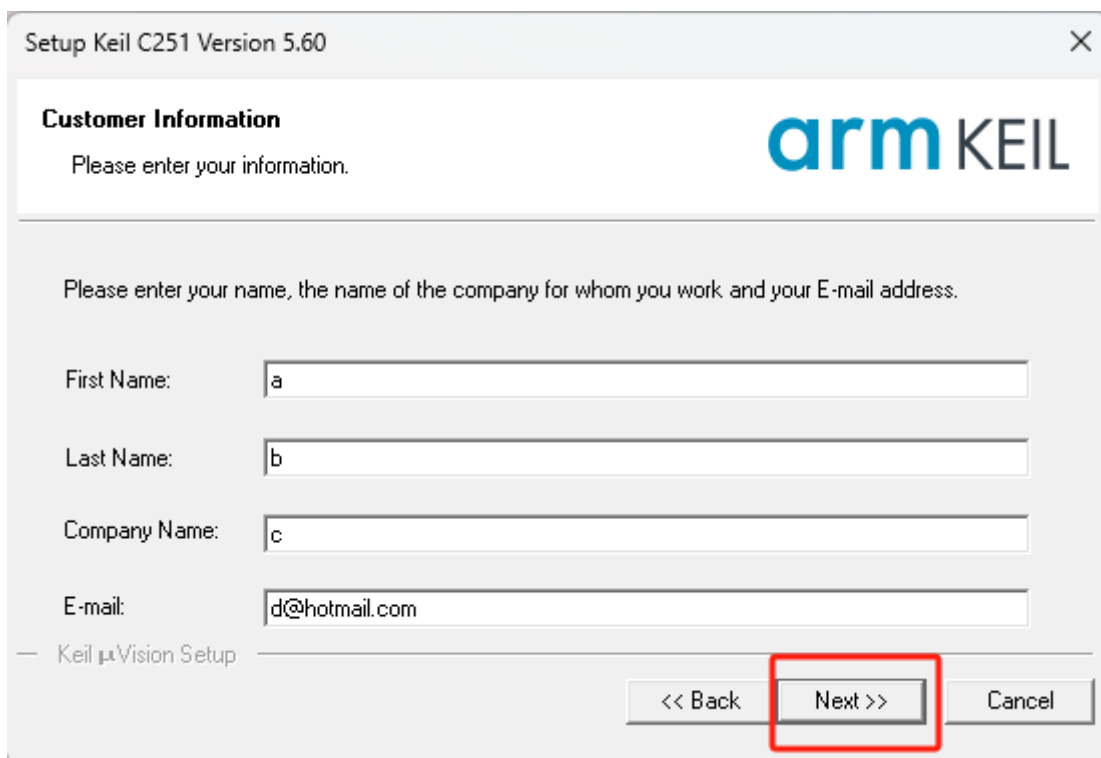 Setup Keil C251 Version 5.60
Customer Information
Please enter your information.
arm KEIL
Please enter your name, the name of the company for whom you work and your E-mail address.
First Name: a
Last Name: b
Company Name: c
E-mail: d@hotmail.com
Keil µVision Setup
<< Back Next >> Cancel